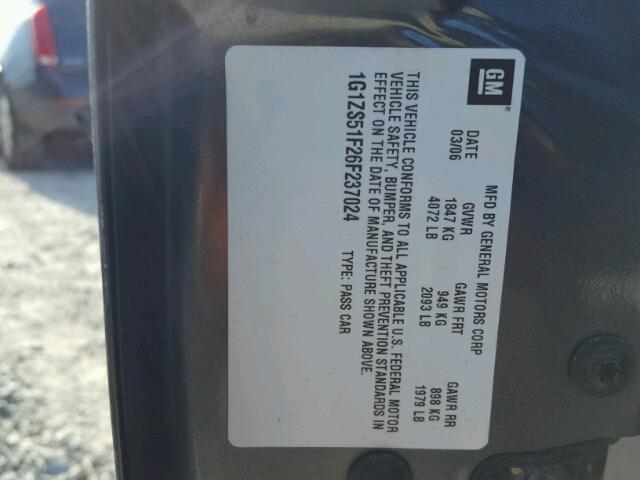 GM
MFD BY GENERAL MOTORS CORP
DATE GVWR GAWR FRT GAWR RR
03/06 1847 KG 949 KG 898 KG
4072 LB 2093 LB 1979 LB
THIS VEHICLE CONFORMS TO ALL APPLICABLE U.S. FEDERAL MOTOR
VEHICLE SAFETY, BUMPER, AND THEFT PREVENTION STANDARDS IN
EFFECT ON THE DATE OF MANUFACTURE SHOWN ABOVE.
1G1ZS51F26F237024 TYPE: PASS CAR